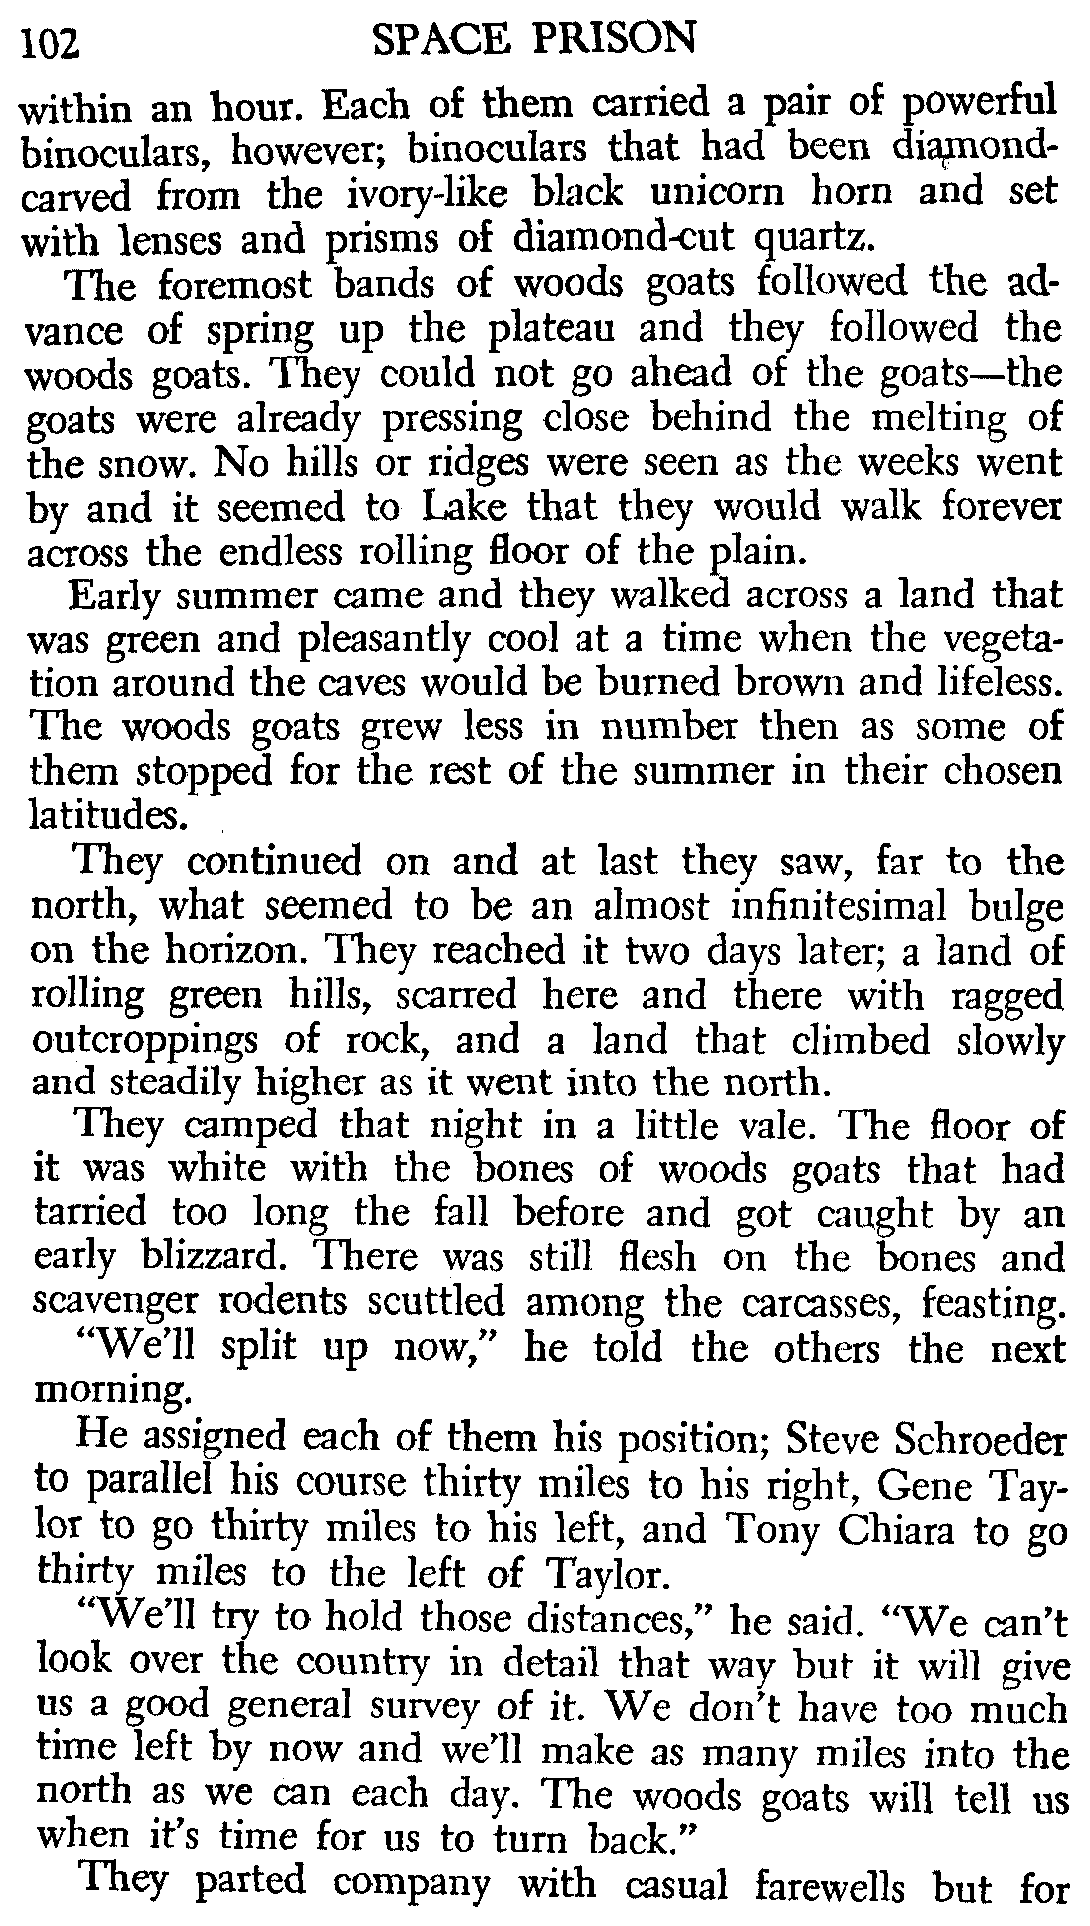 102 SPACE PRISON
within an hour. Each of them carried a pair of powerful
binoculars, however; binoculars that had been diamond-
carved from the ivory-like black unicorn horn and set
with lenses and prisms of diamond-cut quartz.
The foremost bands of woods goats followed the ad-
vance of spring up the plateau and they followed the
woods goats. They could not go ahead of the goats—the
goats were already pressing close behind the melting of
the snow. No hills or ridges were seen as the weeks went
by and it seemed to Lake that they would walk forever
across the endless rolling floor of the plain.
Early summer came and they walked across a land that
was green and pleasantly cool at a time when the vegeta-
tion around the caves would be burned brown and lifeless.
The woods goats grew less in number then as some of
them stopped for the rest of the summer in their chosen
latitudes.
They continued on and at last they saw, far to the
north, what seemed to be an almost infinitesimal bulge
on the horizon. They reached it two days later; a land of
rolling green hills, scarred here and there with ragged
outcroppings of rock, and a land that climbed slowly
and steadily higher as it went into the north.
They camped that night in a little vale. The floor of
it was white with the bones of woods goats that had
tarried too long the fall before and got caught by an
early blizzard. There was still flesh on the bones and
scavenger rodents scuttled among the carcasses, feasting.
“We’ll split up now,” he told the others the next
morning.
He assigned each of them his position; Steve Schroeder
to parallel his course thirty miles to his right, Gene Tay-
lor to go thirty miles to his left, and Tony Chiara to go
thirty miles to the left of Taylor.
“We’ll try to hold those distances,” he said. “We can’t
look over the country in detail that way but it will give
us a good general survey of it. We don’t have too much
time left by now and we’ll make as many miles into the
north as we can each day. The woods goats will tell us
when it’s time for us to turn back.”
They parted company with casual farewells but for